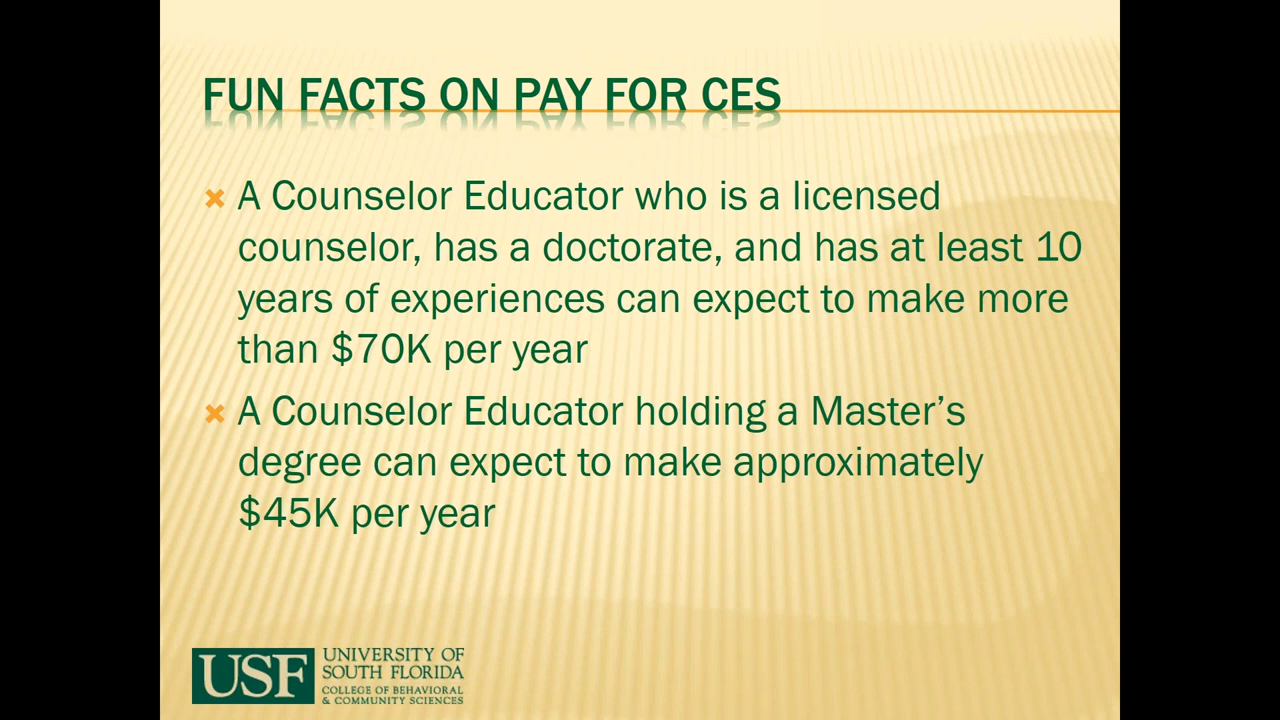 FUN FACTS ON PAY FOR CES
A Counselor Educator who is a licensed
counselor, has a doctorate, and has at least 10
years of experiences can expect to make more
than $70K per year
A Counselor Educator holding a Master’s
degree can expect to make approximately
$45K per year
USF
UNIVERSITY OF
SOUTH FLORIDA
COLLEGE OF BEHAVIORAL
& COMMUNITY SCIENCES